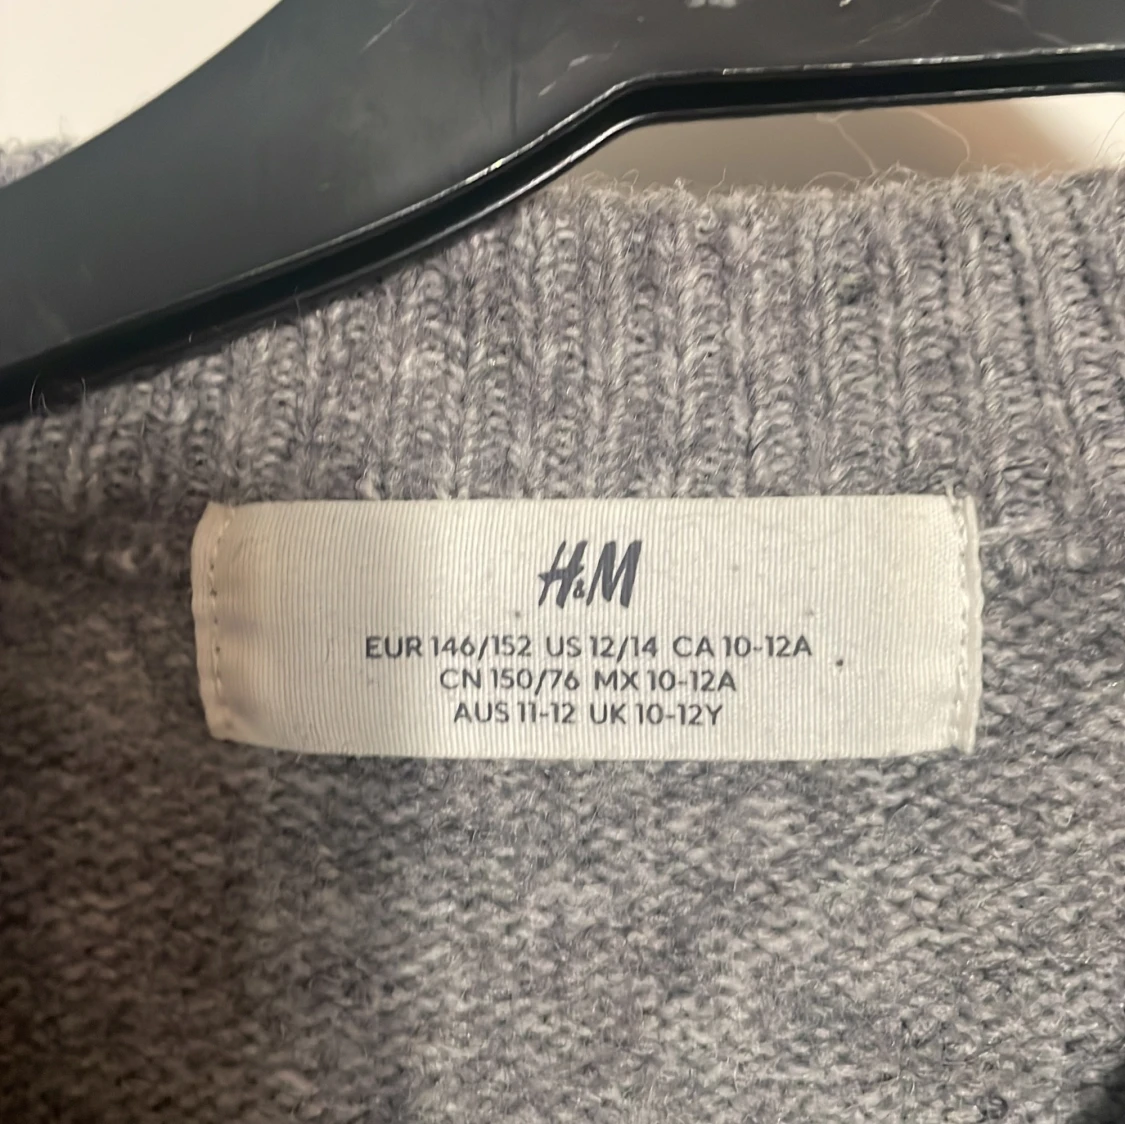 H&M
EUR 146/152 US 12/14 CA 10-12A
CN 150/76 MX 10-12A
AUS 11-12 UK 10-12Y